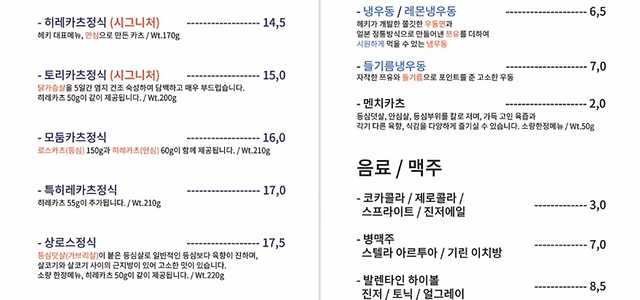 - 히레카츠정식 (시그니처) ----------------- 14,5
헤키 대표메뉴, 안심으로 만든 카츠 / Wt.170g
- 토리카츠정식 (시그니처) ----------------- 15,0
닭가슴살을 5일간 염지 건조 숙성하여 담백하고 매우 부드럽습니다.
히레카츠 50g이 같이 제공됩니다. / Wt.200g
- 모둠카츠정식 ----------------- 16,0
로스카츠(등심) 150g과 히레카츠(안심) 60g이 함께 제공됩니다. / Wt.210g
- 특히레카츠정식 ----------------- 17,0
히레카츠 55g이 추가됩니다. / Wt.210g
- 상로스정식 ----------------- 17,5
등심덧살(가브리살)이 붙은 등심살로 일반적인 등심보다 육향이 진하며,
살코기와 살코기 사이의 근지방이 있어 고소한 맛이 있습니다.
소량 한정메뉴, 히레카츠 50g이 같이 제공됩니다. / Wt.220g
- 냉우동 / 레몬냉우동 ------------------- 6,5
헤키가 개발한 쫄깃한 우동면과
일본 정통방식으로 만들어낸 쯔유를 더하여
시원하게 먹을 수 있는 냉우동
- 들기름냉우동 ------------------- 7,0
자작한 쯔유와 들기름으로 포인트를 준 고소한 우동
- 멘치카츠 ------------------- 2,0
등심덧살, 안심살, 등심부위를 칼로 저며, 가득 고인 육즙과
각기 다른 육향, 식감을 다양하게 즐기실 수 있습니다. 소량한정메뉴 / Wt.50g
음료 / 맥주
- 코카콜라 / 제로콜라 /
스프라이트 / 진저에일 ------------- 3,0
- 병맥주
스텔라 아르투아 / 기린 이치방 ------------- 7,0
- 발렌타인 하이볼
진저 / 토닉 / 얼그레이 ------------- 8,5